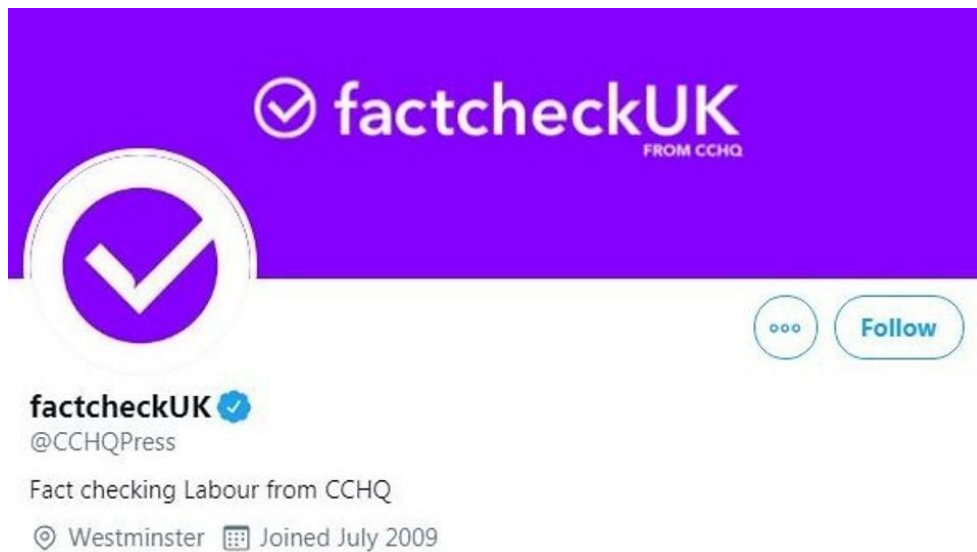 factcheckUK
FROM CCHQ
Follow
factcheckUK
@CCHQPress
Fact checking Labour from CCHQ
Westminster Joined July 2009